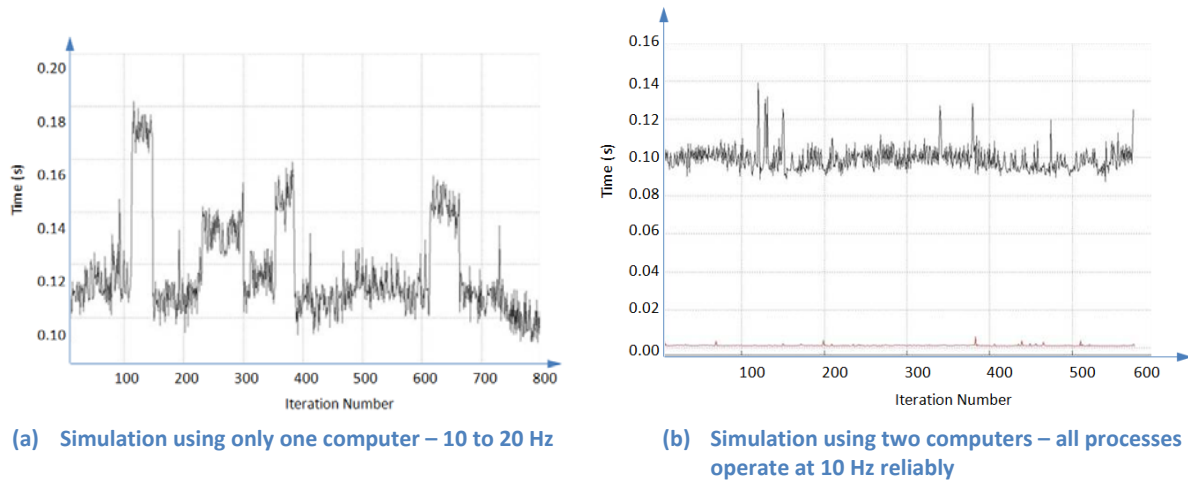 0.20
0.18
0.16
0.14
0.12
0.10
Time (s)
100 200 300 400 500 600 700 800
Iteration Number
(a) Simulation using only one computer – 10 to 20 Hz
0.16
0.14
0.12
0.10
0.08
0.06
0.04
0.02
0.00
Time (s)
100 200 300 400 500 600
Iteration Number
(b) Simulation using two computers – all processes
operate at 10 Hz reliably